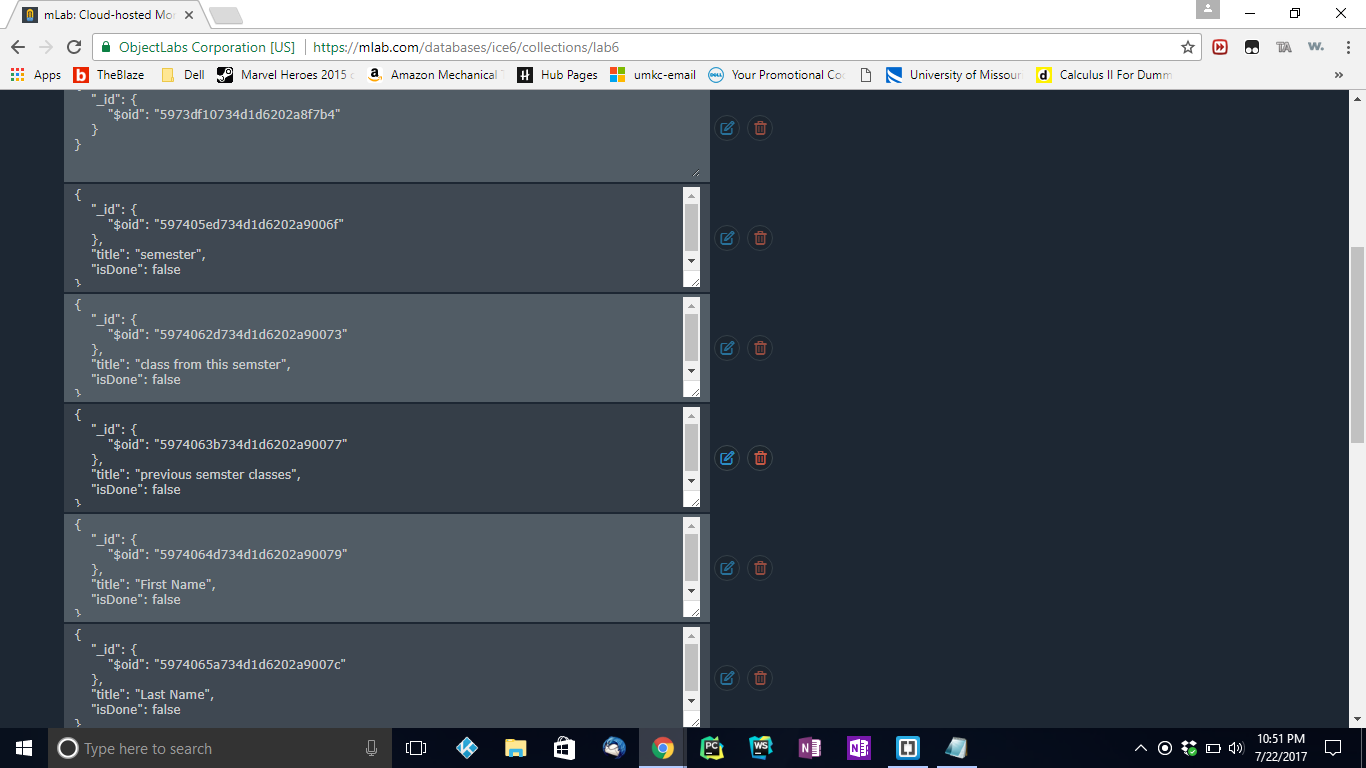 mLab: Cloud-hosted Mo
ObjectLabs Corporation [US] https://mlab.com/databases/ice6/collections/lab6
Apps TheBlaze Dell Marvel Heroes 2015 Amazon Mechanical Hub Pages umkc-email Your Promotional Co University of Missour Calculus II For Dumm »
"_id": {
"$oid": "5973df10734d1d6202a8f7b4"
}
}
{
"_id": {
"$oid": "597405ed734d1d6202a9006f"
},
"title": "semester",
"isDone": false
}
{
"_id": {
"$oid": "5974062d734d1d6202a90073"
},
"title": "class from this semster",
"isDone": false
}
{
"_id": {
"$oid": "5974063b734d1d6202a90077"
},
"title": "previous semster classes",
"isDone": false
}
{
"_id": {
"$oid": "5974064d734d1d6202a90079"
},
"title": "First Name",
"isDone": false
}
{
"_id": {
"$oid": "5974065a734d1d6202a9007c"
},
"title": "Last Name",
"isDone": false
}
Type here to search
10:51 PM
7/22/2017